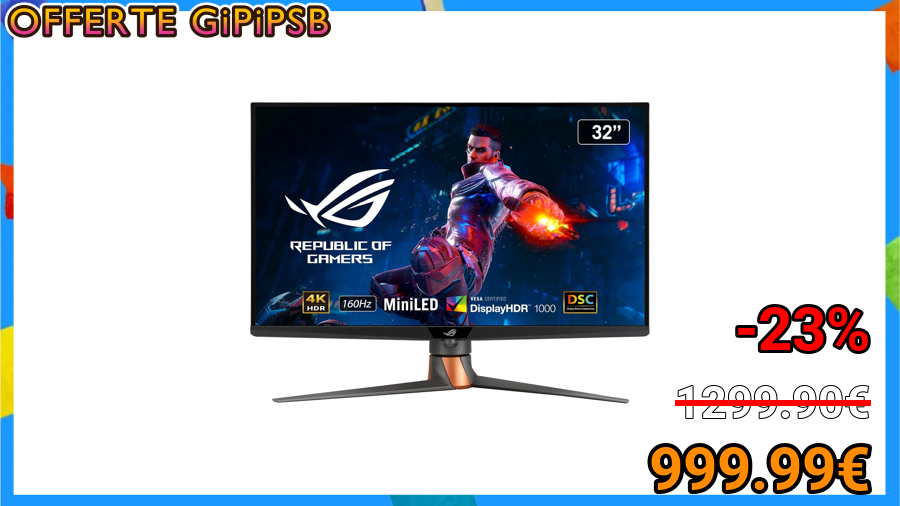 OFFERTE GiPiPSB
32”
REPUBLIC OF
GAMERS
4K
HDR
160Hz
MiniLED
VESA CERTIFIED
DisplayHDR™ 1000
DSC
-23%
1299.90€
999.99€